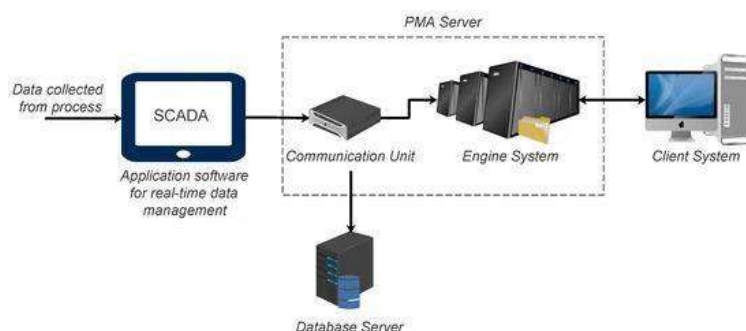 PMA Server
Data collected
from process
SCADA
Communication Unit
Engine System
Client System
Application software
for real-time data
management
Database Server